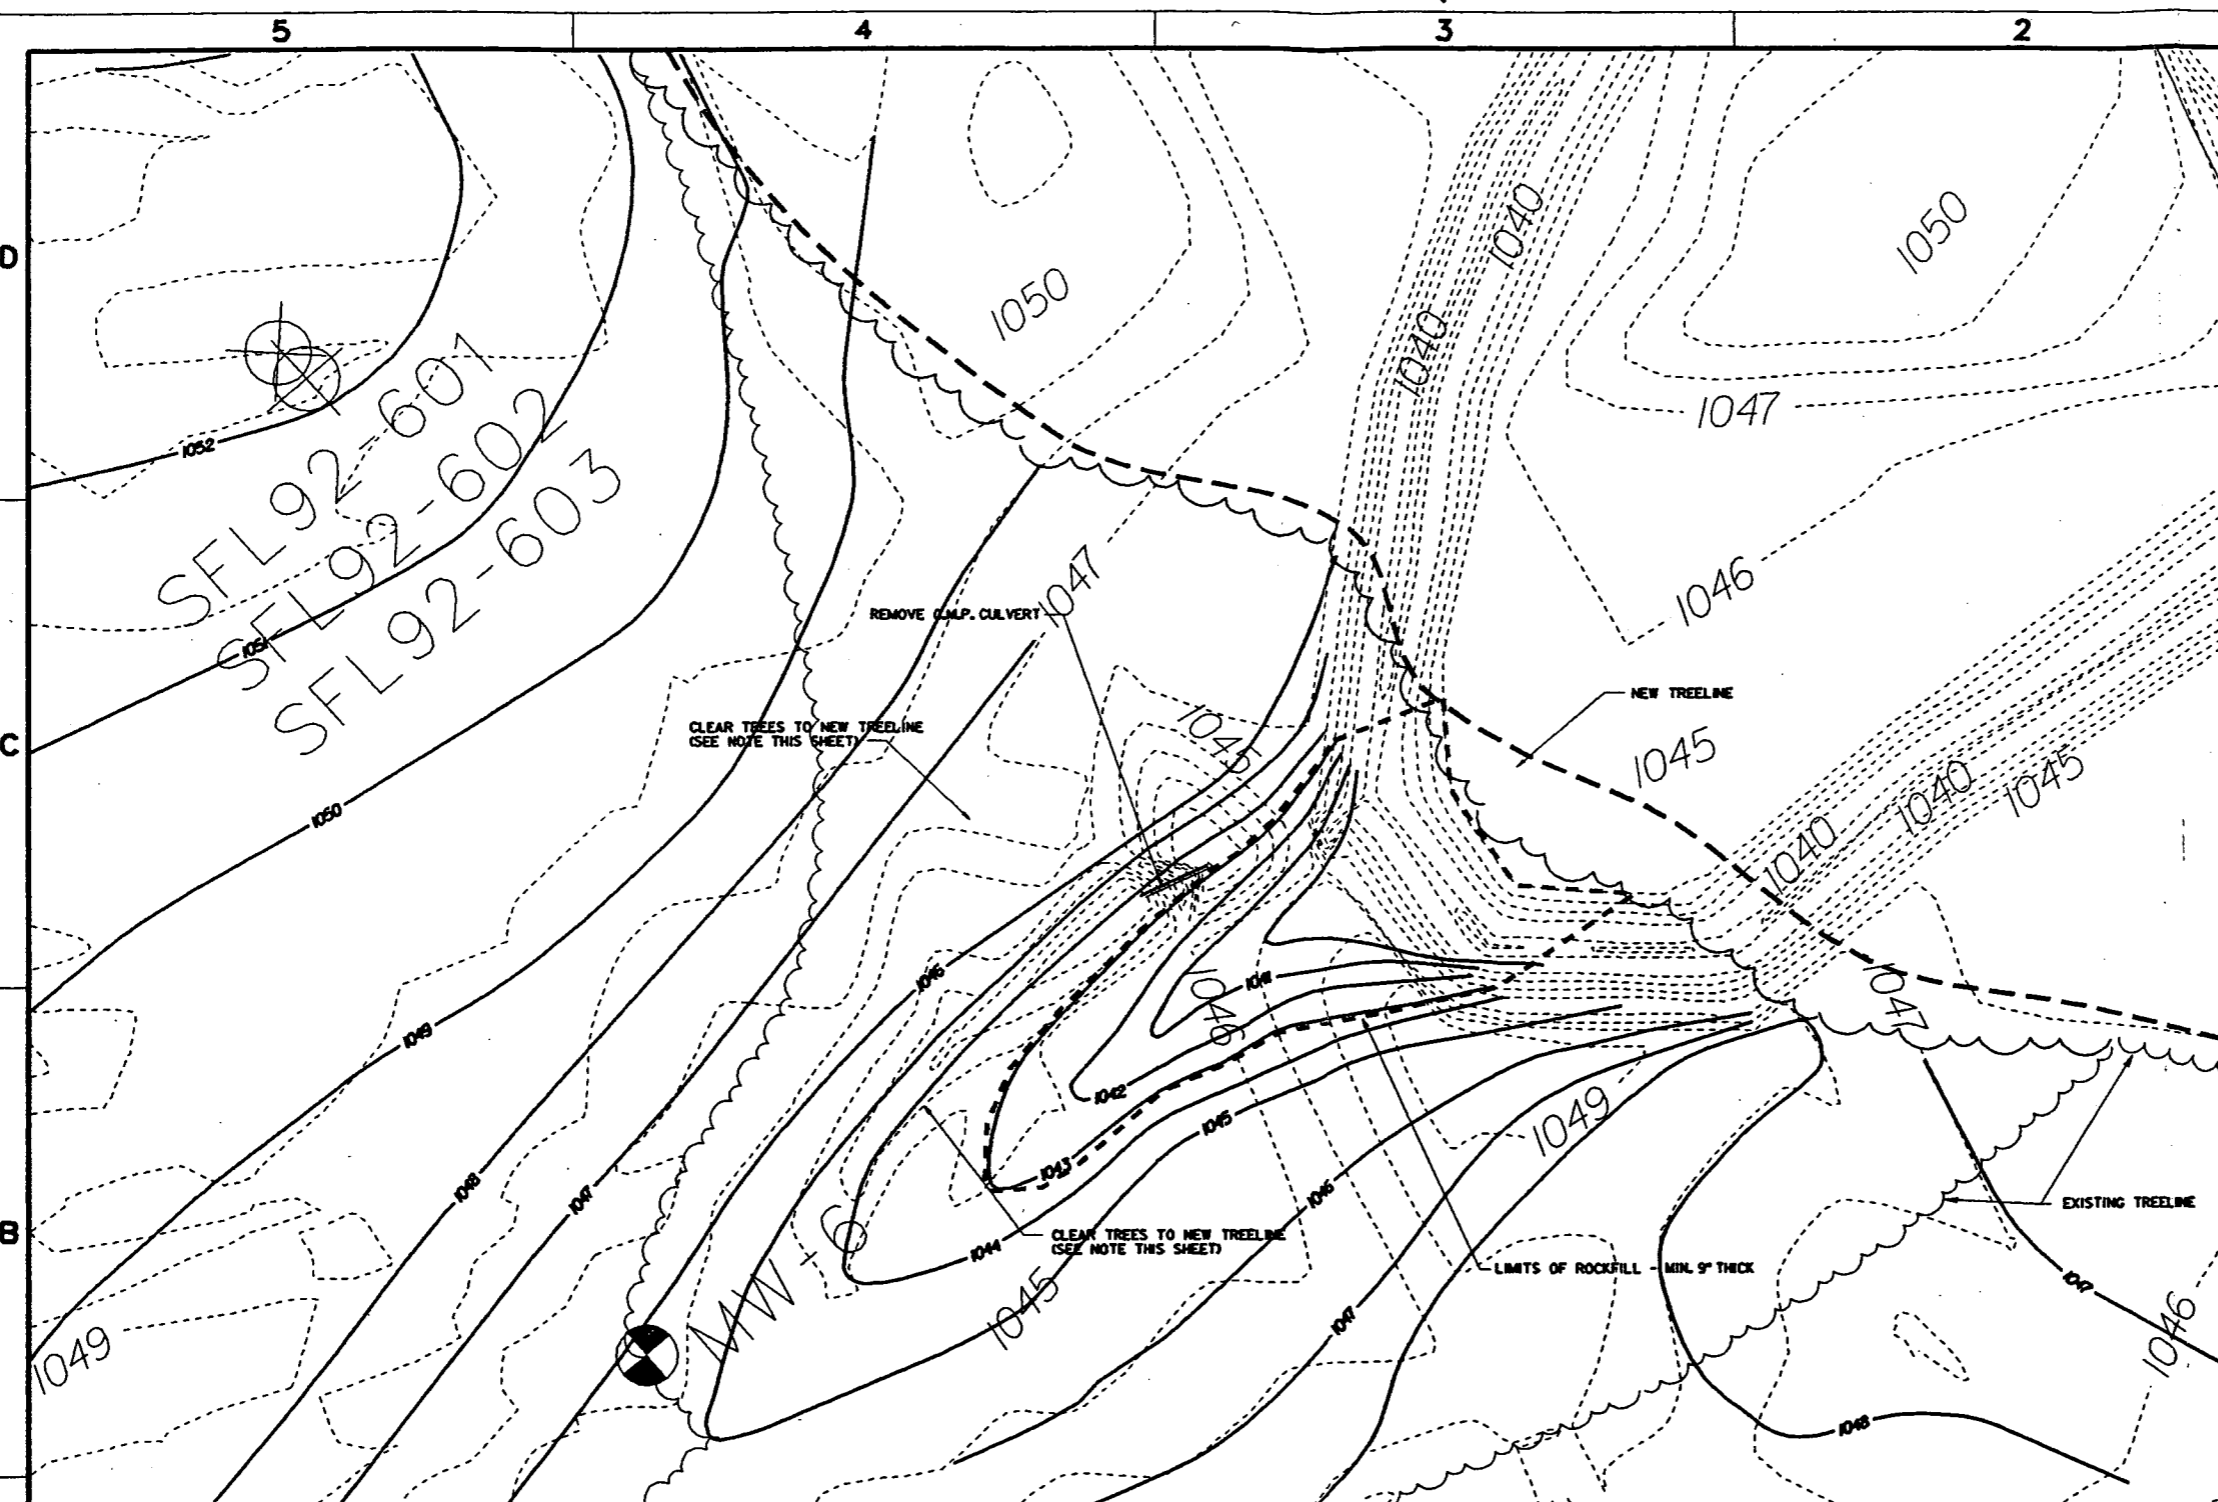 5 4 3 2
D
1040
1050
1050
1040
1047
1052
SFL92-601
SFL92-602
SFL92-603
1047
1046
REMOVE C.M.P. CULVERT
1051
NEW TREELINE
CLEAR TREES TO NEW TREELINE
(SEE NOTE THIS SHEET)
C
1045
1045
1040
1045
1040
1050
1046
1041
1046
1047
1049
1042
1049
1045
1043
1048
1047
1046
EXISTING TREELINE
B
MW-6
CLEAR TREES TO NEW TREELINE
(SEE NOTE THIS SHEET)
1044
LIMITS OF ROCKFILL - MIN. 9" THICK
1047
1045
1047
1046
1049
1048